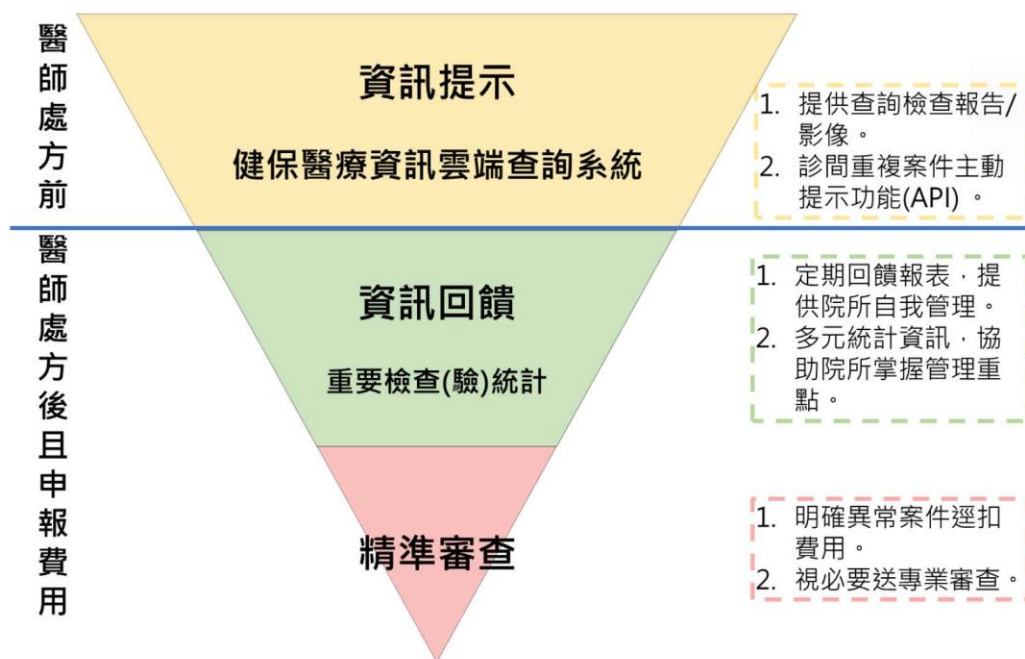 醫師處方前
資訊提示
健保醫療資訊雲端查詢系統
1. 提供查詢檢查報告/
影像。
2. 診間重複案件主動
提示功能(API) 。
醫師處方後且申報費用
資訊回饋
重要檢查(驗)統計
1. 定期回饋報表，提
供院所自我管理。
2. 多元統計資訊，協
助院所掌握管理重
點。
精準審查
1. 明確異常案件逕扣
費用。
2. 視必要送專業審查。